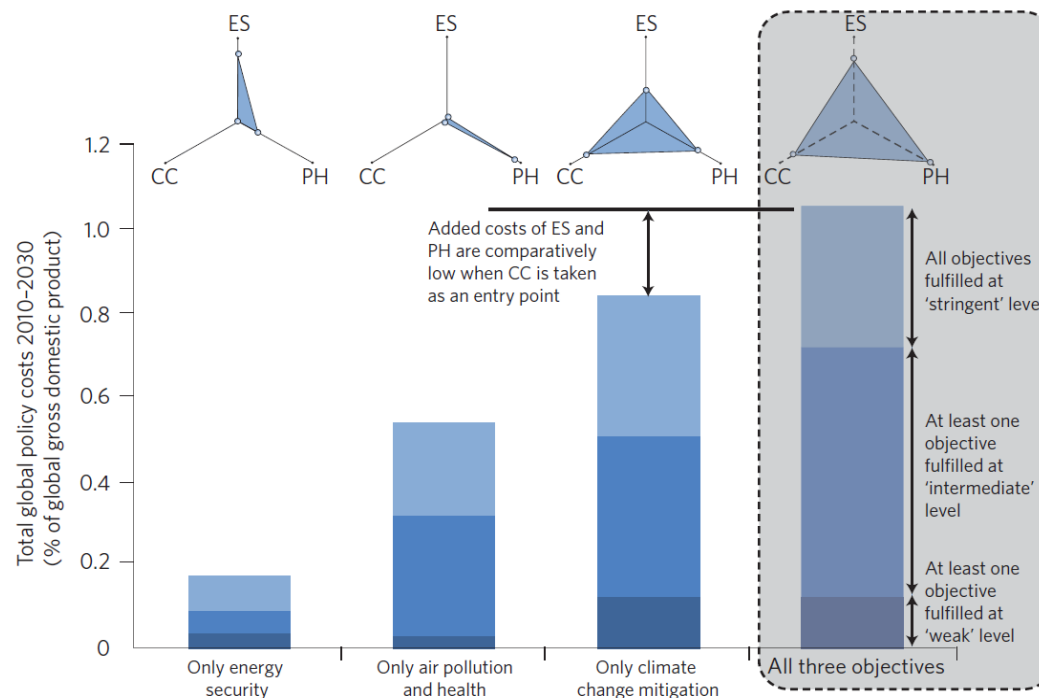 ES
ES
ES
ES
CC
PH
CC
PH
CC
PH
CC
PH
Total global policy costs 2010–2030
(% of global gross domestic product)
1.2
1.0
0.8
0.6
0.4
0.2
0
Added costs of ES and
PH are comparatively
low when CC is taken
as an entry point
All objectives
fulfilled at
‘stringent’ leve
At least one
objective
fulfilled at
‘intermediate’
level
At least one
objective
fulfilled at
‘weak’ level
Only energy
security
Only air pollution
and health
Only climate
change mitigation
All three objectives